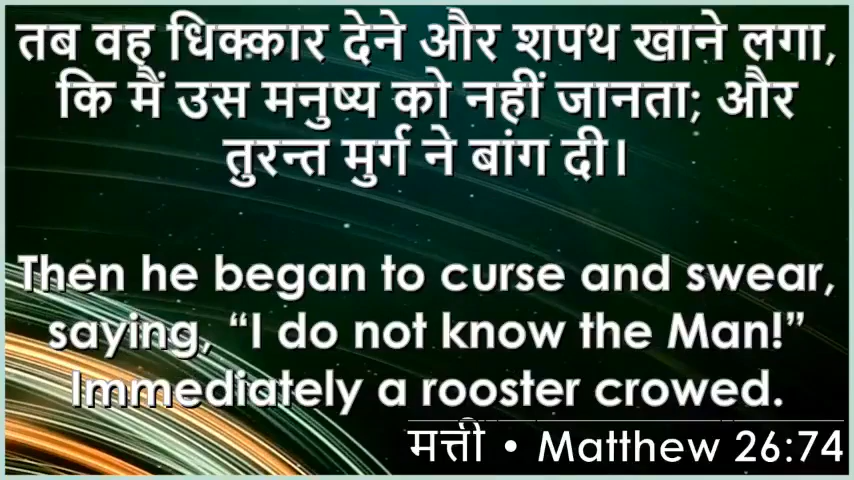 तब वह धिक्कार देने और शपथ खाने लगा,
कि मैं उस मनुष्य को नहीं जानता; और
तुरन्त मुर्ग ने बांग दी।
Then he began to curse and swear,
saying, “I do not know the Man!”
Immediately a rooster crowed.
मत्ती • Matthew 26:74